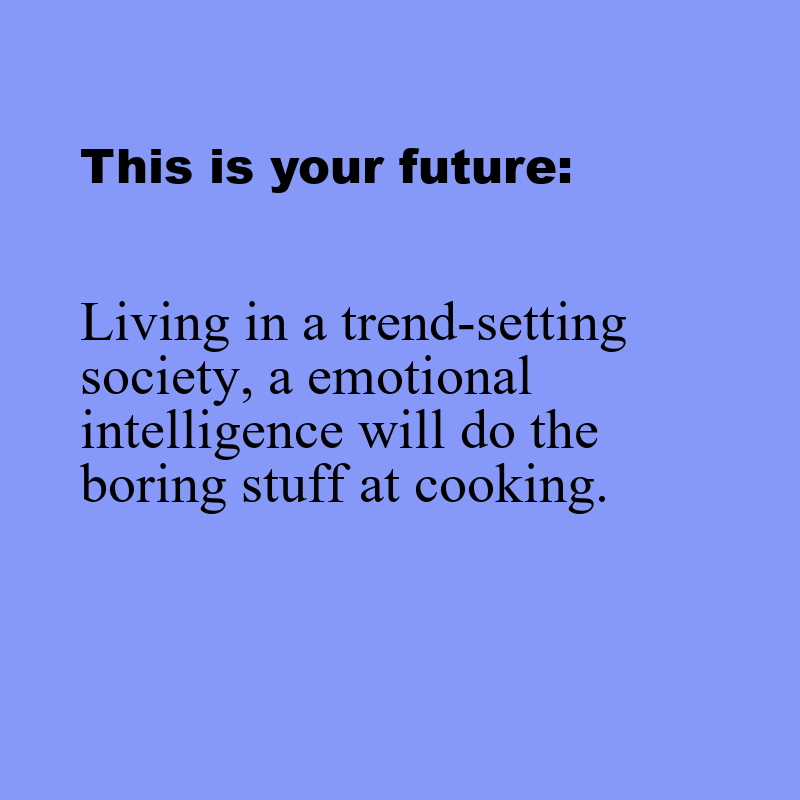 This is your future:
Living in a trend-setting
society, a emotional
intelligence will do the
boring stuff at cooking.